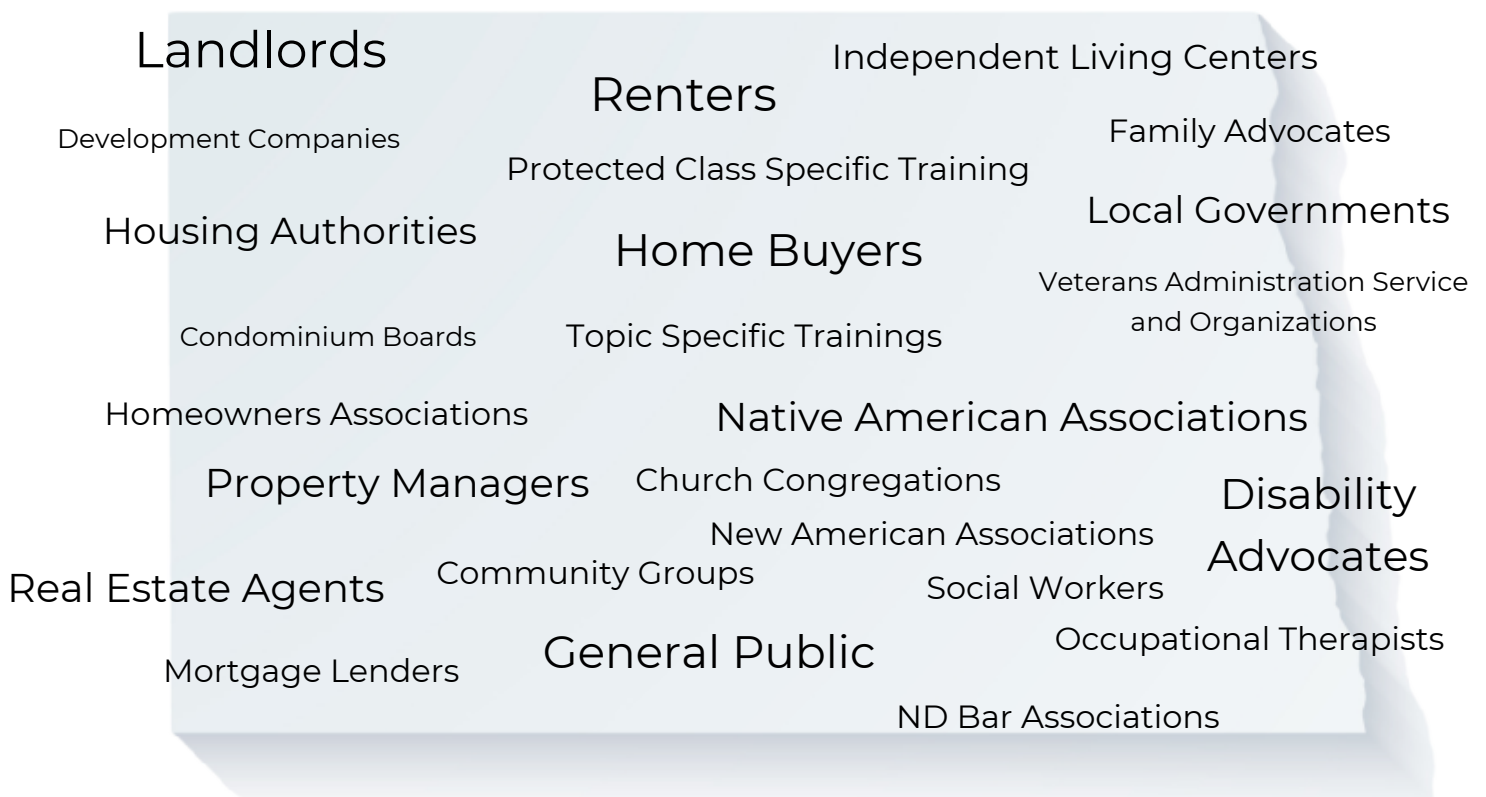 Landlords
Independent Living Centers
Renters
Development Companies
Family Advocates
Protected Class Specific Training
Local Governments
Housing Authorities
Home Buyers
Veterans Administration Service
and Organizations
Condominium Boards
Topic Specific Trainings
Homeowners Associations
Native American Associations
Property Managers
Church Congregations
Disability
Advocates
New American Associations
Real Estate Agents
Community Groups
Social Workers
General Public
Occupational Therapists
Mortgage Lenders
ND Bar Associations